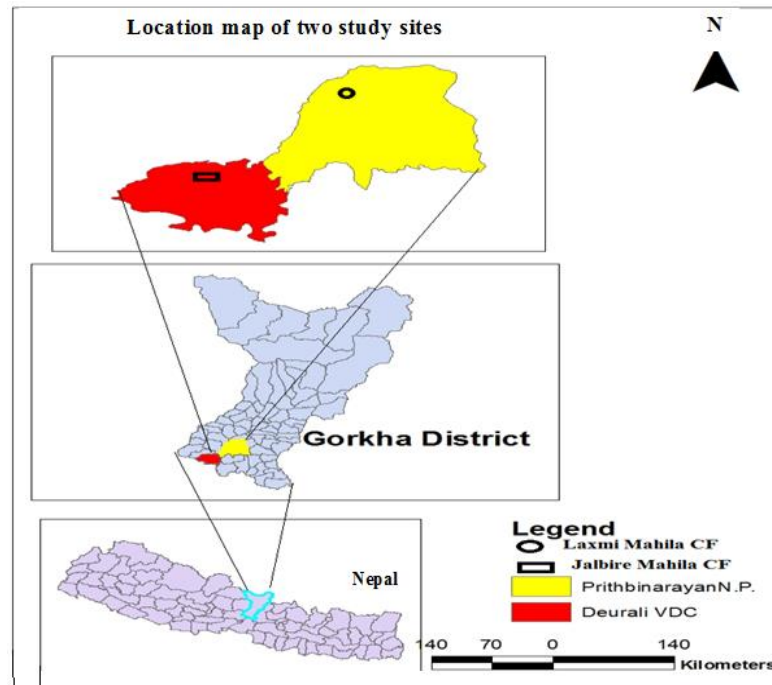 Location map of two study sites
N
Gorkha District
Nepal
Legend
Laxmi Mahila CF
Jalbire Mahila CF
PrithbinarayanN.P.
Deurali VDC
140 70 0 140
Kilometers